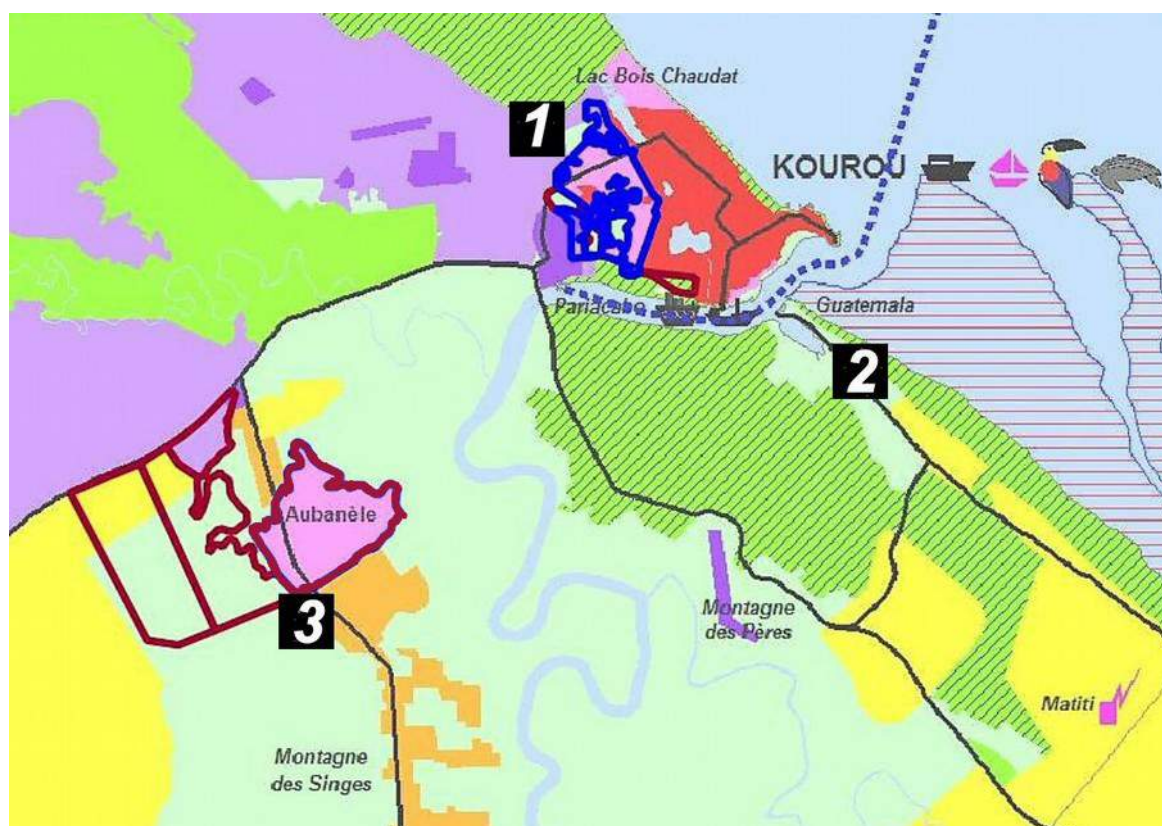 Lac Bois Chaudat
1
KOUROU
Pariacabo
Guatemala
2
Aubanèle
3
Montagne
des Pères
Matiti
Montagne
des Singes